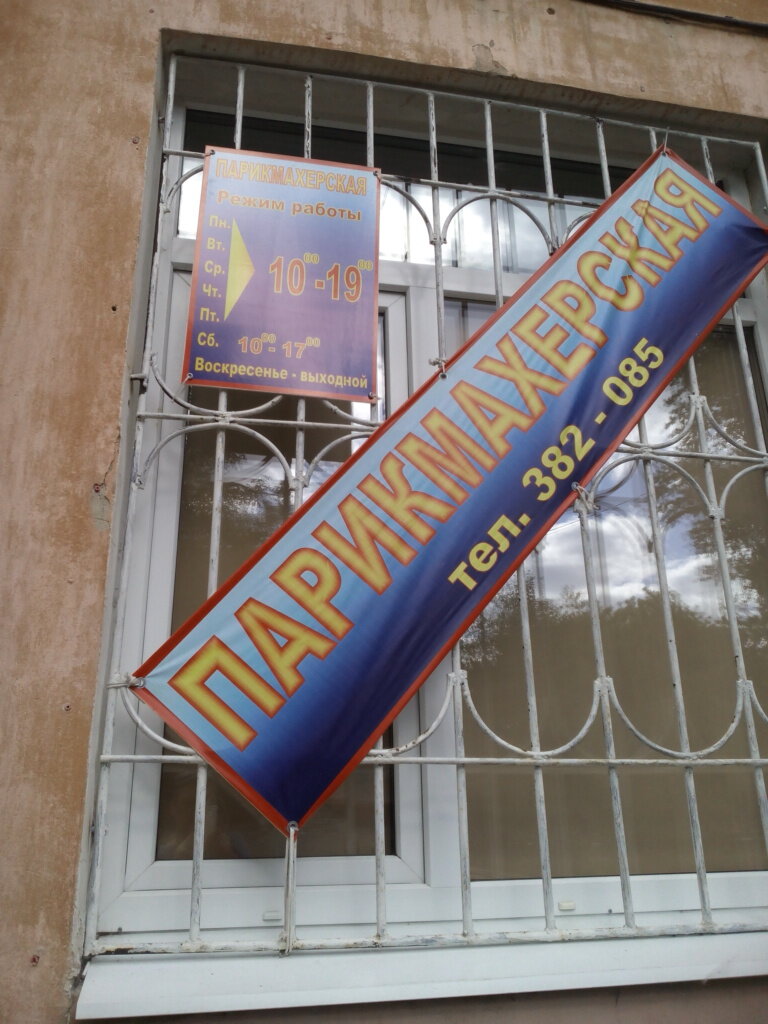 ПАРИКМАХЕРСКАЯ
Режим работы
Пн.
Вт.
Ср.
Чт.
Пт.
10⁰⁰-19⁰⁰
Сб. 10⁰⁰-17⁰⁰
Воскресенье - выходной
ПАРИКМАХЕРСКАЯ
тел. 382 - 085